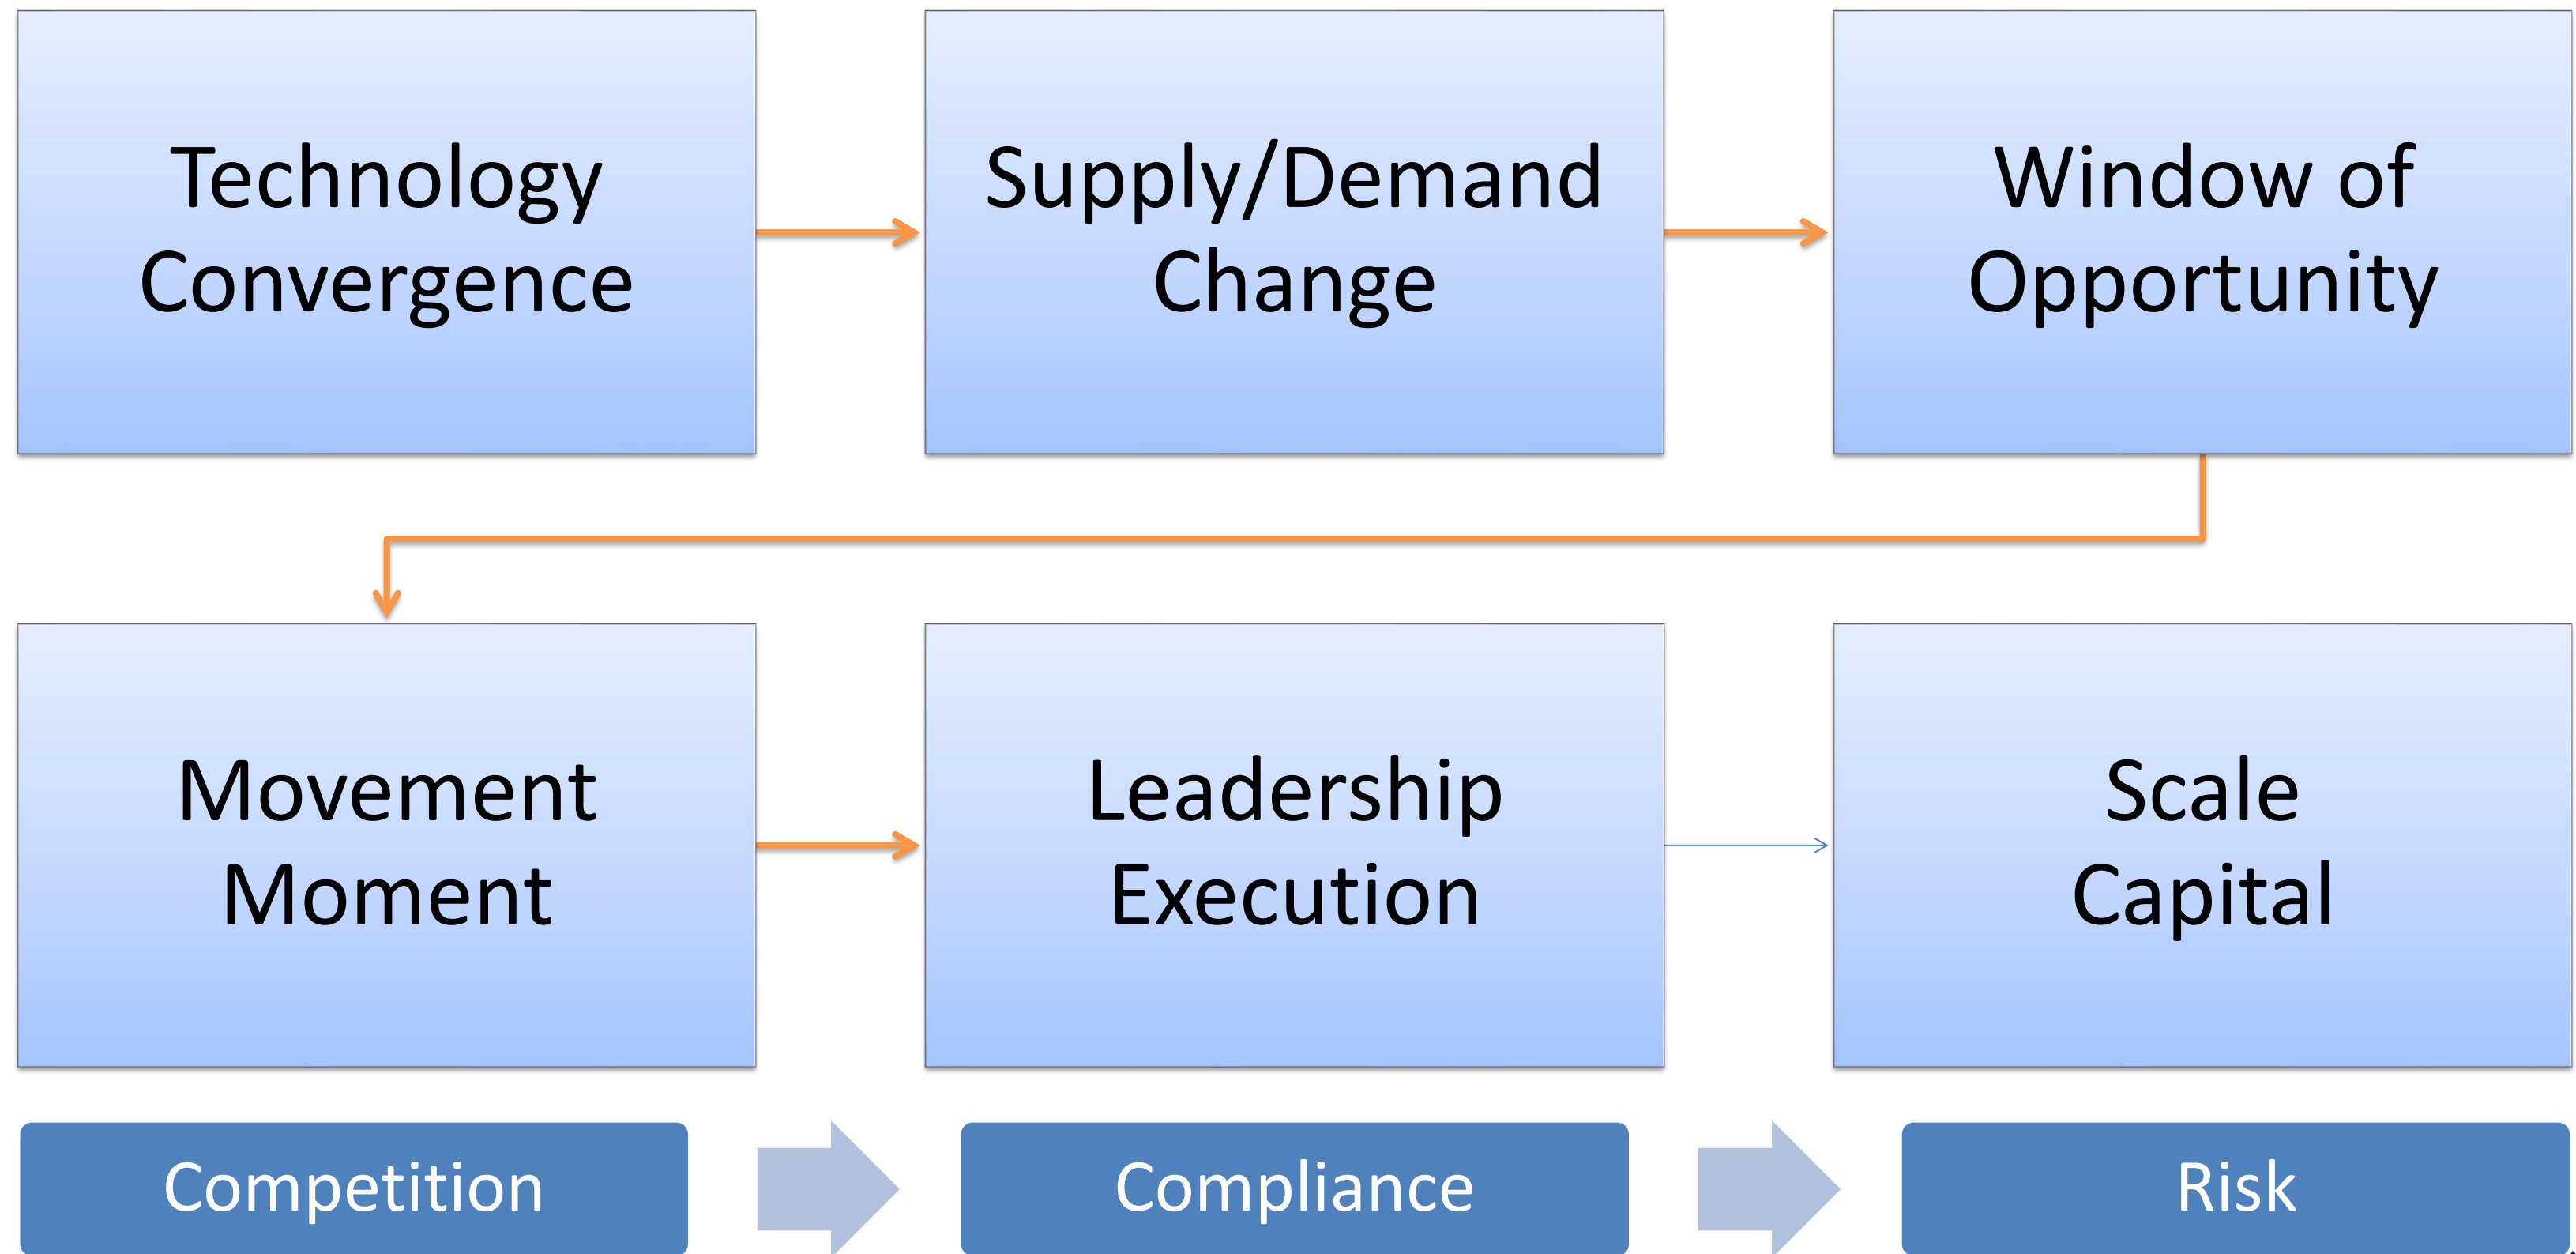 Technology
Convergence
Supply/Demand
Change
Window of
Opportunity
Movement
Moment
Leadership
Execution
Scale
Capital
Competition
Compliance
Risk